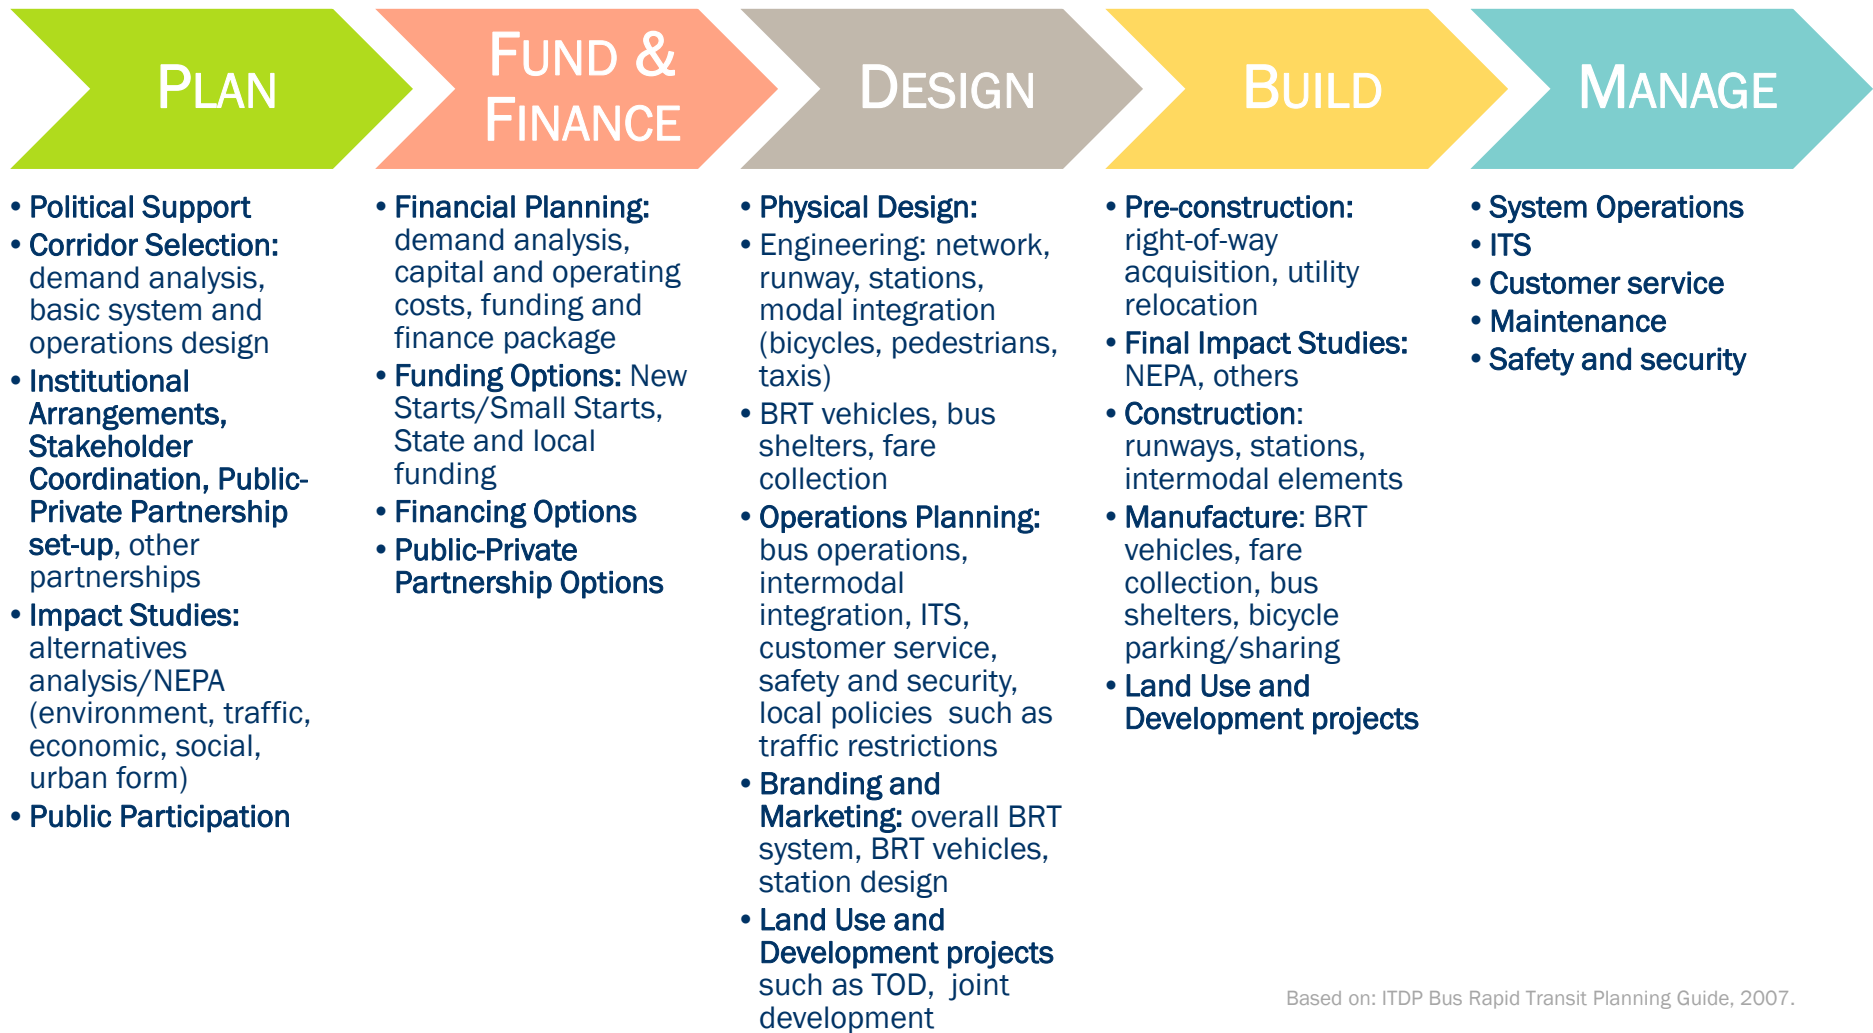 PLAN
• Political Support
• Corridor Selection:
demand analysis,
basic system and
operations design
• Institutional
Arrangements,
Stakeholder
Coordination, Public-
Private Partnership
set-up, other
partnerships
• Impact Studies:
alternatives
analysis/NEPA
(environment, traffic,
economic, social,
urban form)
• Public Participation
FUND &
FINANCE
• Financial Planning:
demand analysis,
capital and operating
costs, funding and
finance package
• Funding Options: New
Starts/Small Starts,
State and local
funding
• Financing Options
• Public-Private
Partnership Options
DESIGN
• Physical Design:
• Engineering: network,
runway, stations,
modal integration
(bicycles, pedestrians,
taxis)
• BRT vehicles, bus
shelters, fare
collection
• Operations Planning:
bus operations,
intermodal
integration, ITS,
customer service,
safety and security,
local policies such as
traffic restrictions
• Branding and
Marketing: overall BRT
system, BRT vehicles,
station design
• Land Use and
Development projects
such as TOD, joint
development
BUILD
• Pre-construction:
right-of-way
acquisition, utility
relocation
• Final Impact Studies:
NEPA, others
• Construction:
runways, stations,
intermodal elements
• Manufacture: BRT
vehicles, fare
collection, bus
shelters, bicycle
parking/sharing
• Land Use and
Development projects
MANAGE
• System Operations
• ITS
• Customer service
• Maintenance
• Safety and security
Based on: ITDP Bus Rapid Transit Planning Guide, 2007.